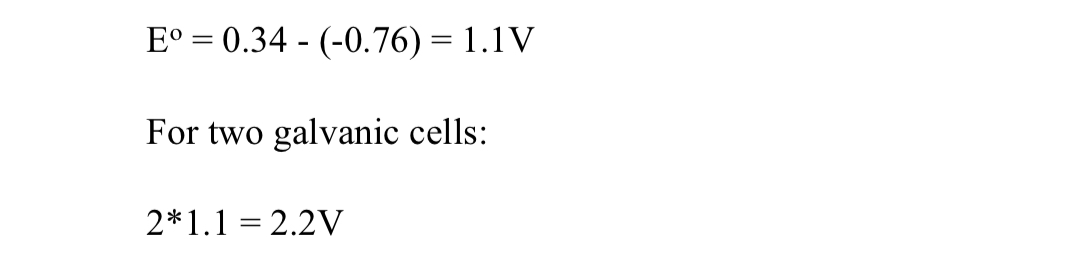 Eº = 0.34 - (-0.76) = 1.1V
For two galvanic cells:
2*1.1 = 2.2V